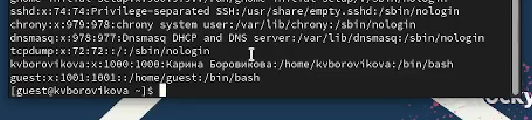 sshd:x:74:74:Privilege-separated SSH:/usr/share/empty.sshd:/sbin/nologin
chrony:x:979:978:chrony system user:/var/lib/chrony:/sbin/nologin
dnsmasq:x:978:977:Dnsmasq DHCP and DNS server:/var/lib/dnsmasq:/sbin/nologin
tcpdump:x:72:72::/:/sbin/nologin
kvborovikova:x:1000:1000:Карина Боровикова:/home/kvborovikova:/bin/bash
guest:x:1001:1001::/home/guest:/bin/bash
[guest@kvborovikova ~]$